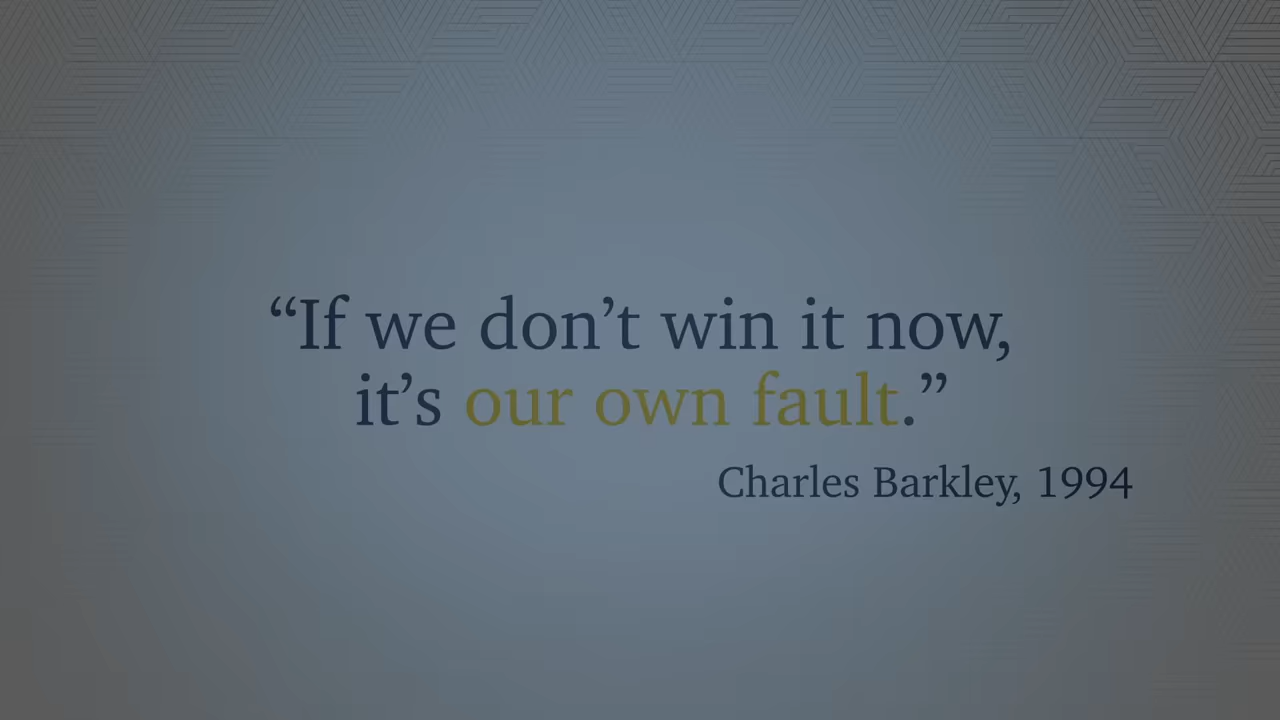 “If we don’t win it now,
it’s our own fault.”
Charles Barkley, 1994